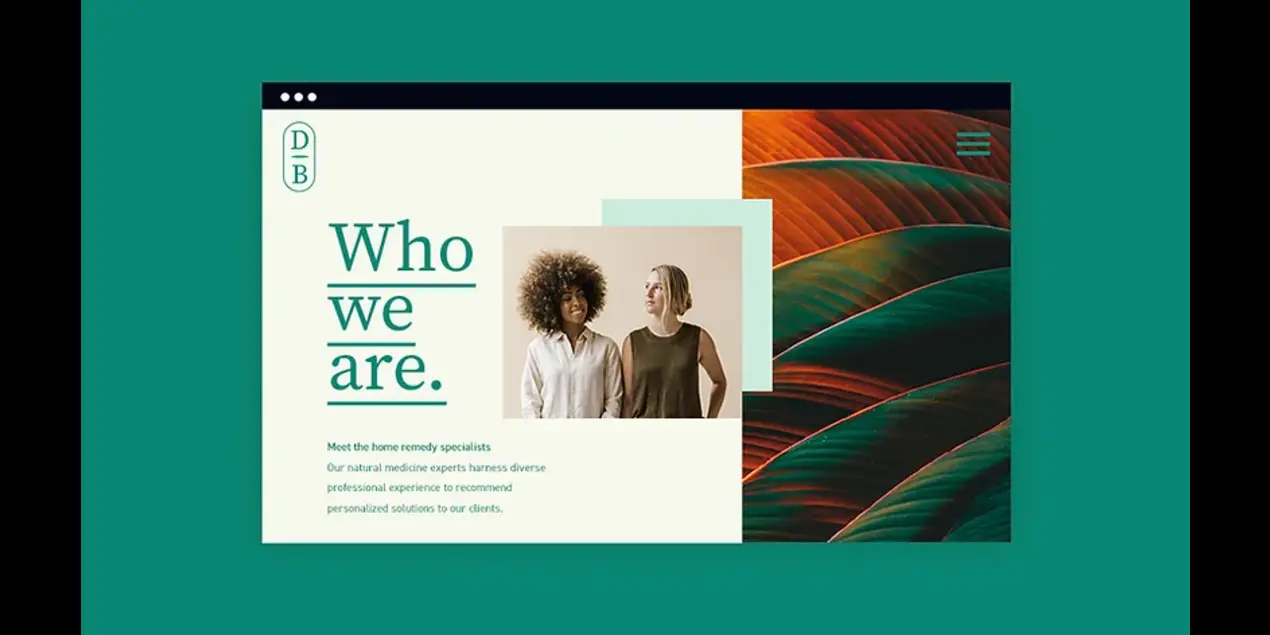 D
B
Who
we
are.
Meet the home remedy specialists
Our natural medicine experts harness diverse
professional experience to recommend
personalized solutions to our clients.